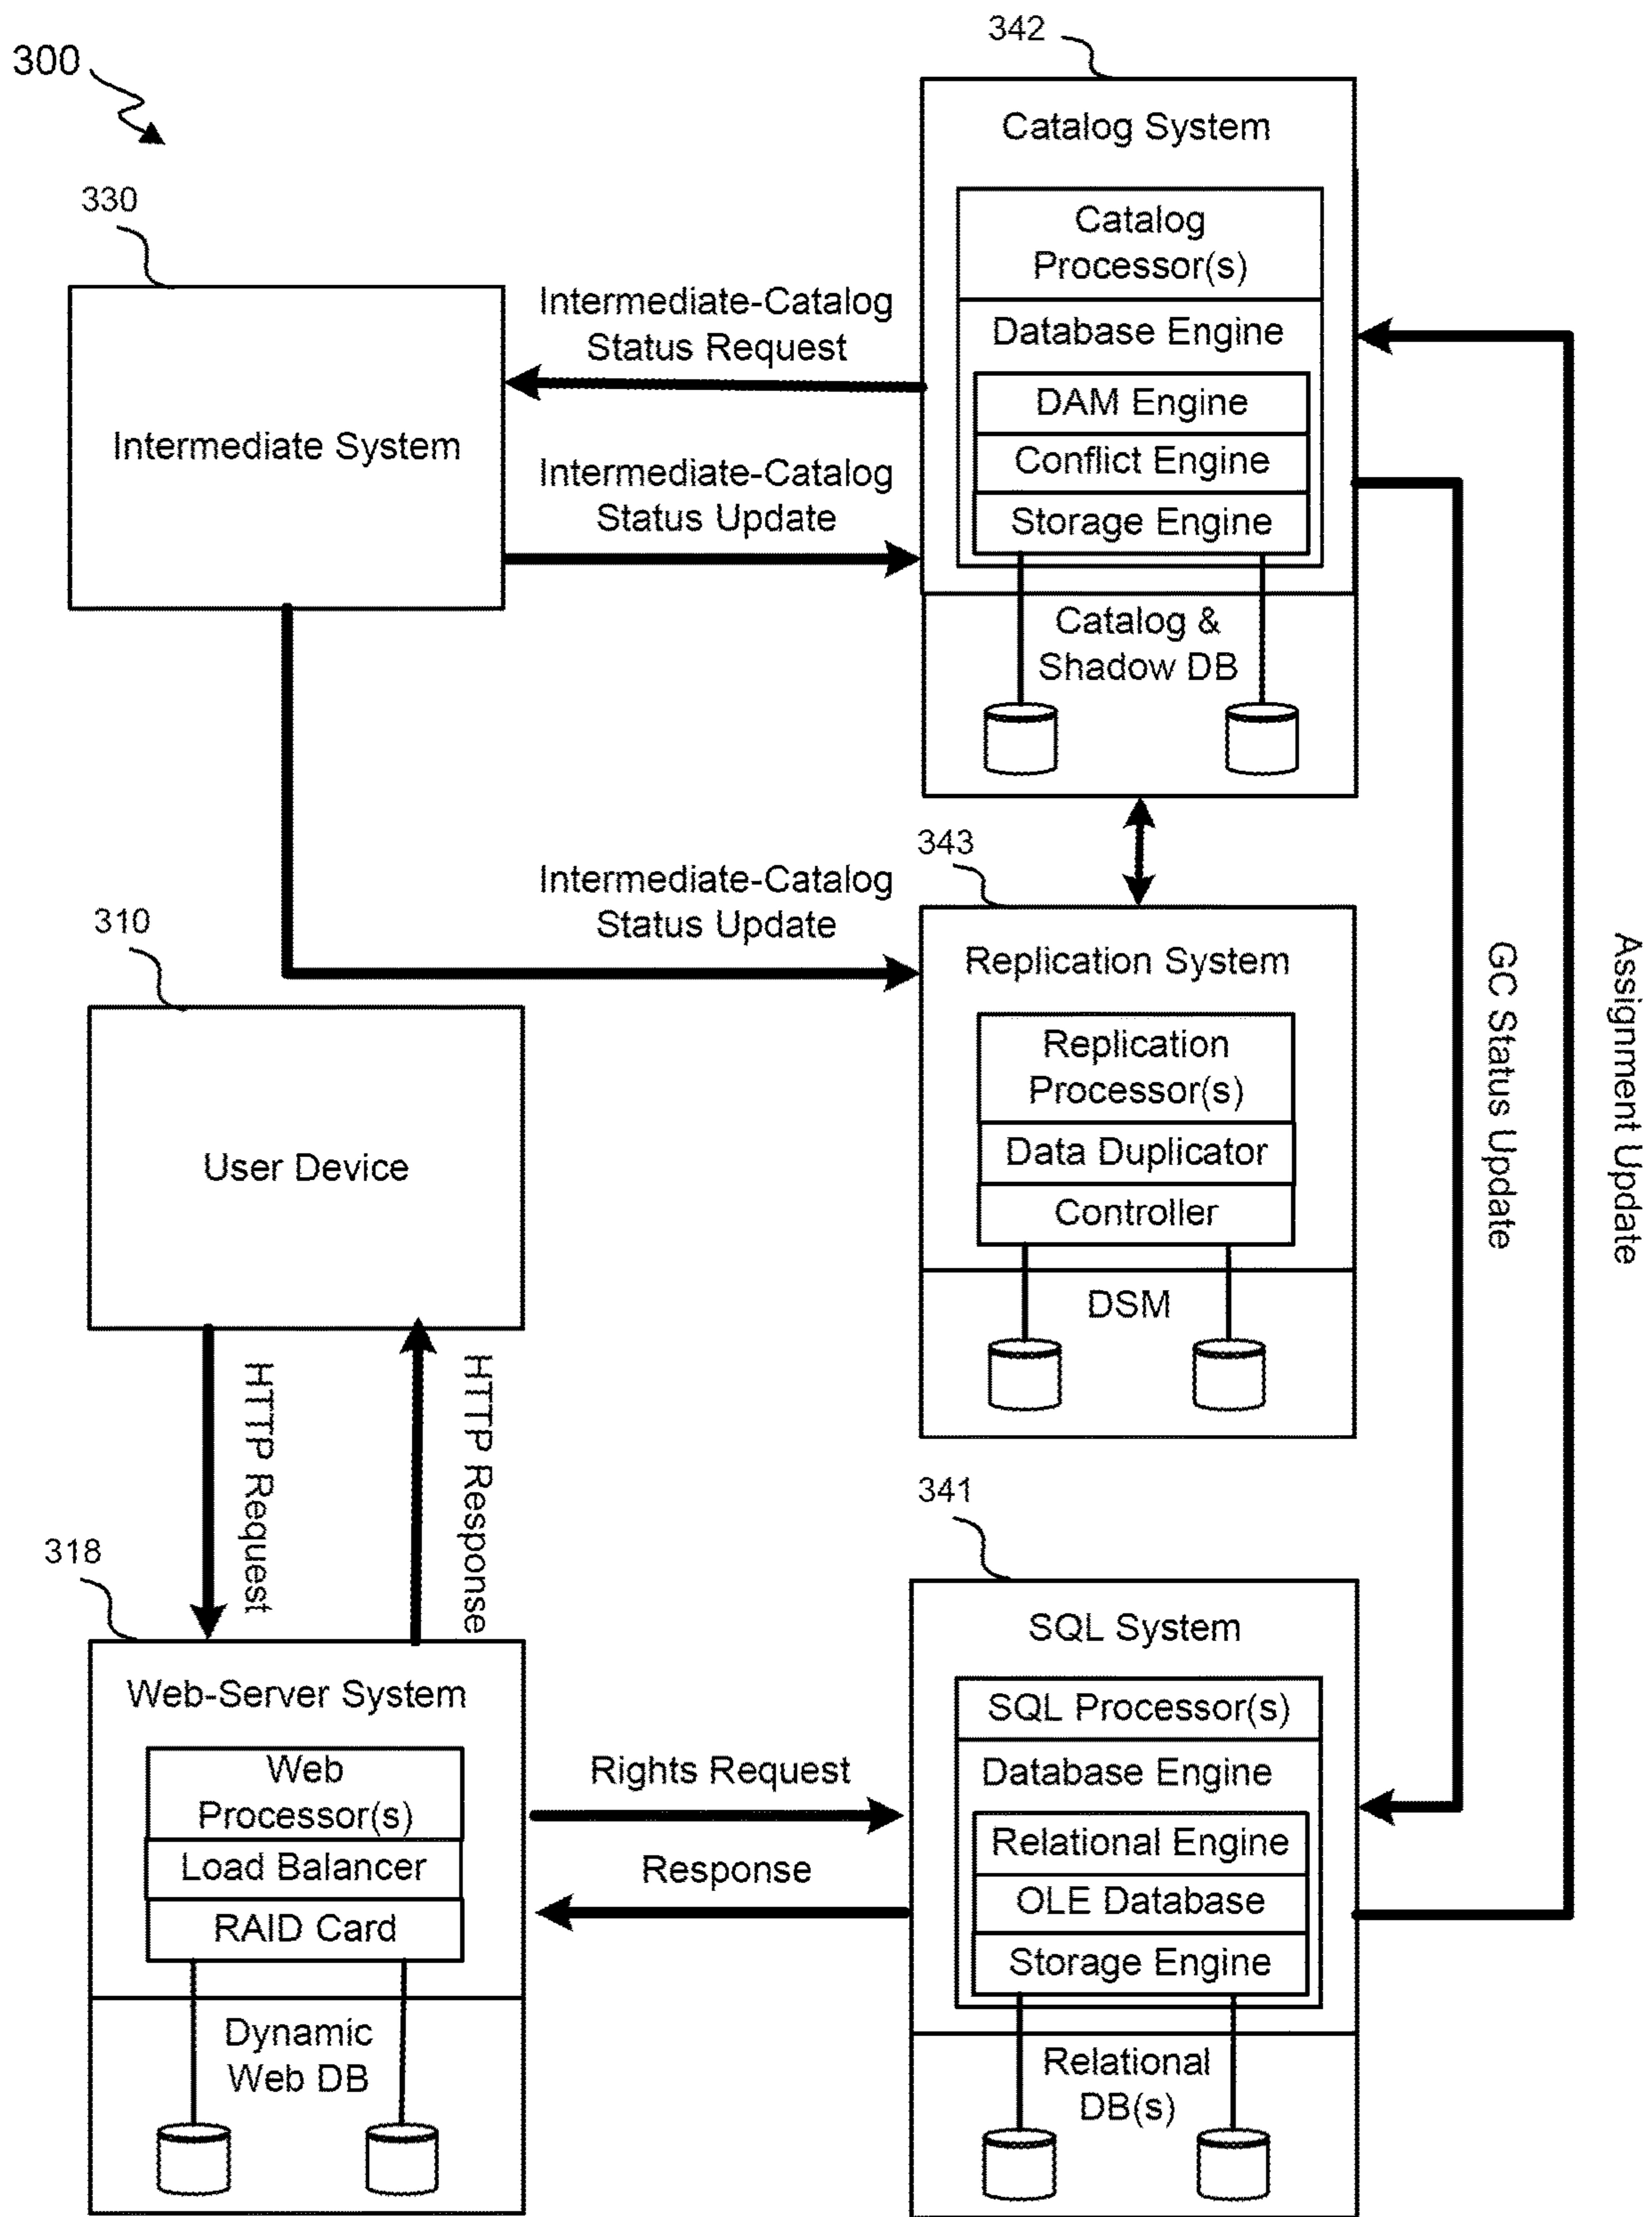 300
342
Catalog System
Catalog
Processor(s)
Database Engine
DAM Engine
Conflict Engine
Storage Engine
Catalog &
Shadow DB
330
Intermediate System
Intermediate-Catalog
Status Request
Intermediate-Catalog
Status Update
Intermediate-Catalog
Status Update
343
Replication System
Replication
Processor(s)
Data Duplicator
Controller
DSM
GC Status Update
Assignment Update
310
User Device
HTTP Request
HTTP Response
318
Web-Server System
Web
Processor(s)
Load Balancer
RAID Card
Dynamic
Web DB
Rights Request
Response
341
SQL System
SQL Processor(s)
Database Engine
Relational Engine
OLE Database
Storage Engine
Relational
DB(s)